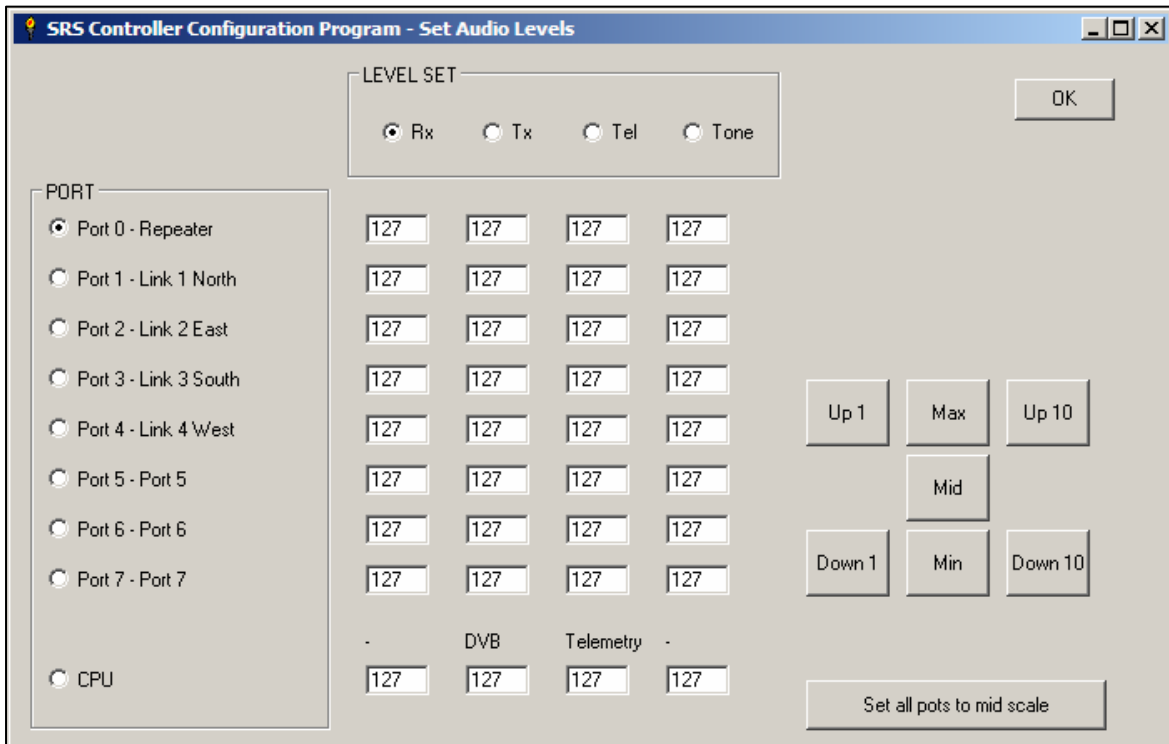 SRS Controller Configuration Program - Set Audio Levels
LEVEL SET
OK
Rx Tx Tel Tone
PORT
Port 0 - Repeater 127 127 127 127
Port 1 - Link 1 North 127 127 127 127
Port 2 - Link 2 East 127 127 127 127
Port 3 - Link 3 South 127 127 127 127
Up 1 Max Up 10
Port 4 - Link 4 West 127 127 127 127
Port 5 - Port 5 127 127 127 127
Mid
Port 6 - Port 6 127 127 127 127
Down 1 Min Down 10
Port 7 - Port 7 127 127 127 127
- DVB Telemetry -
CPU 127 127 127 127
Set all pots to mid scale